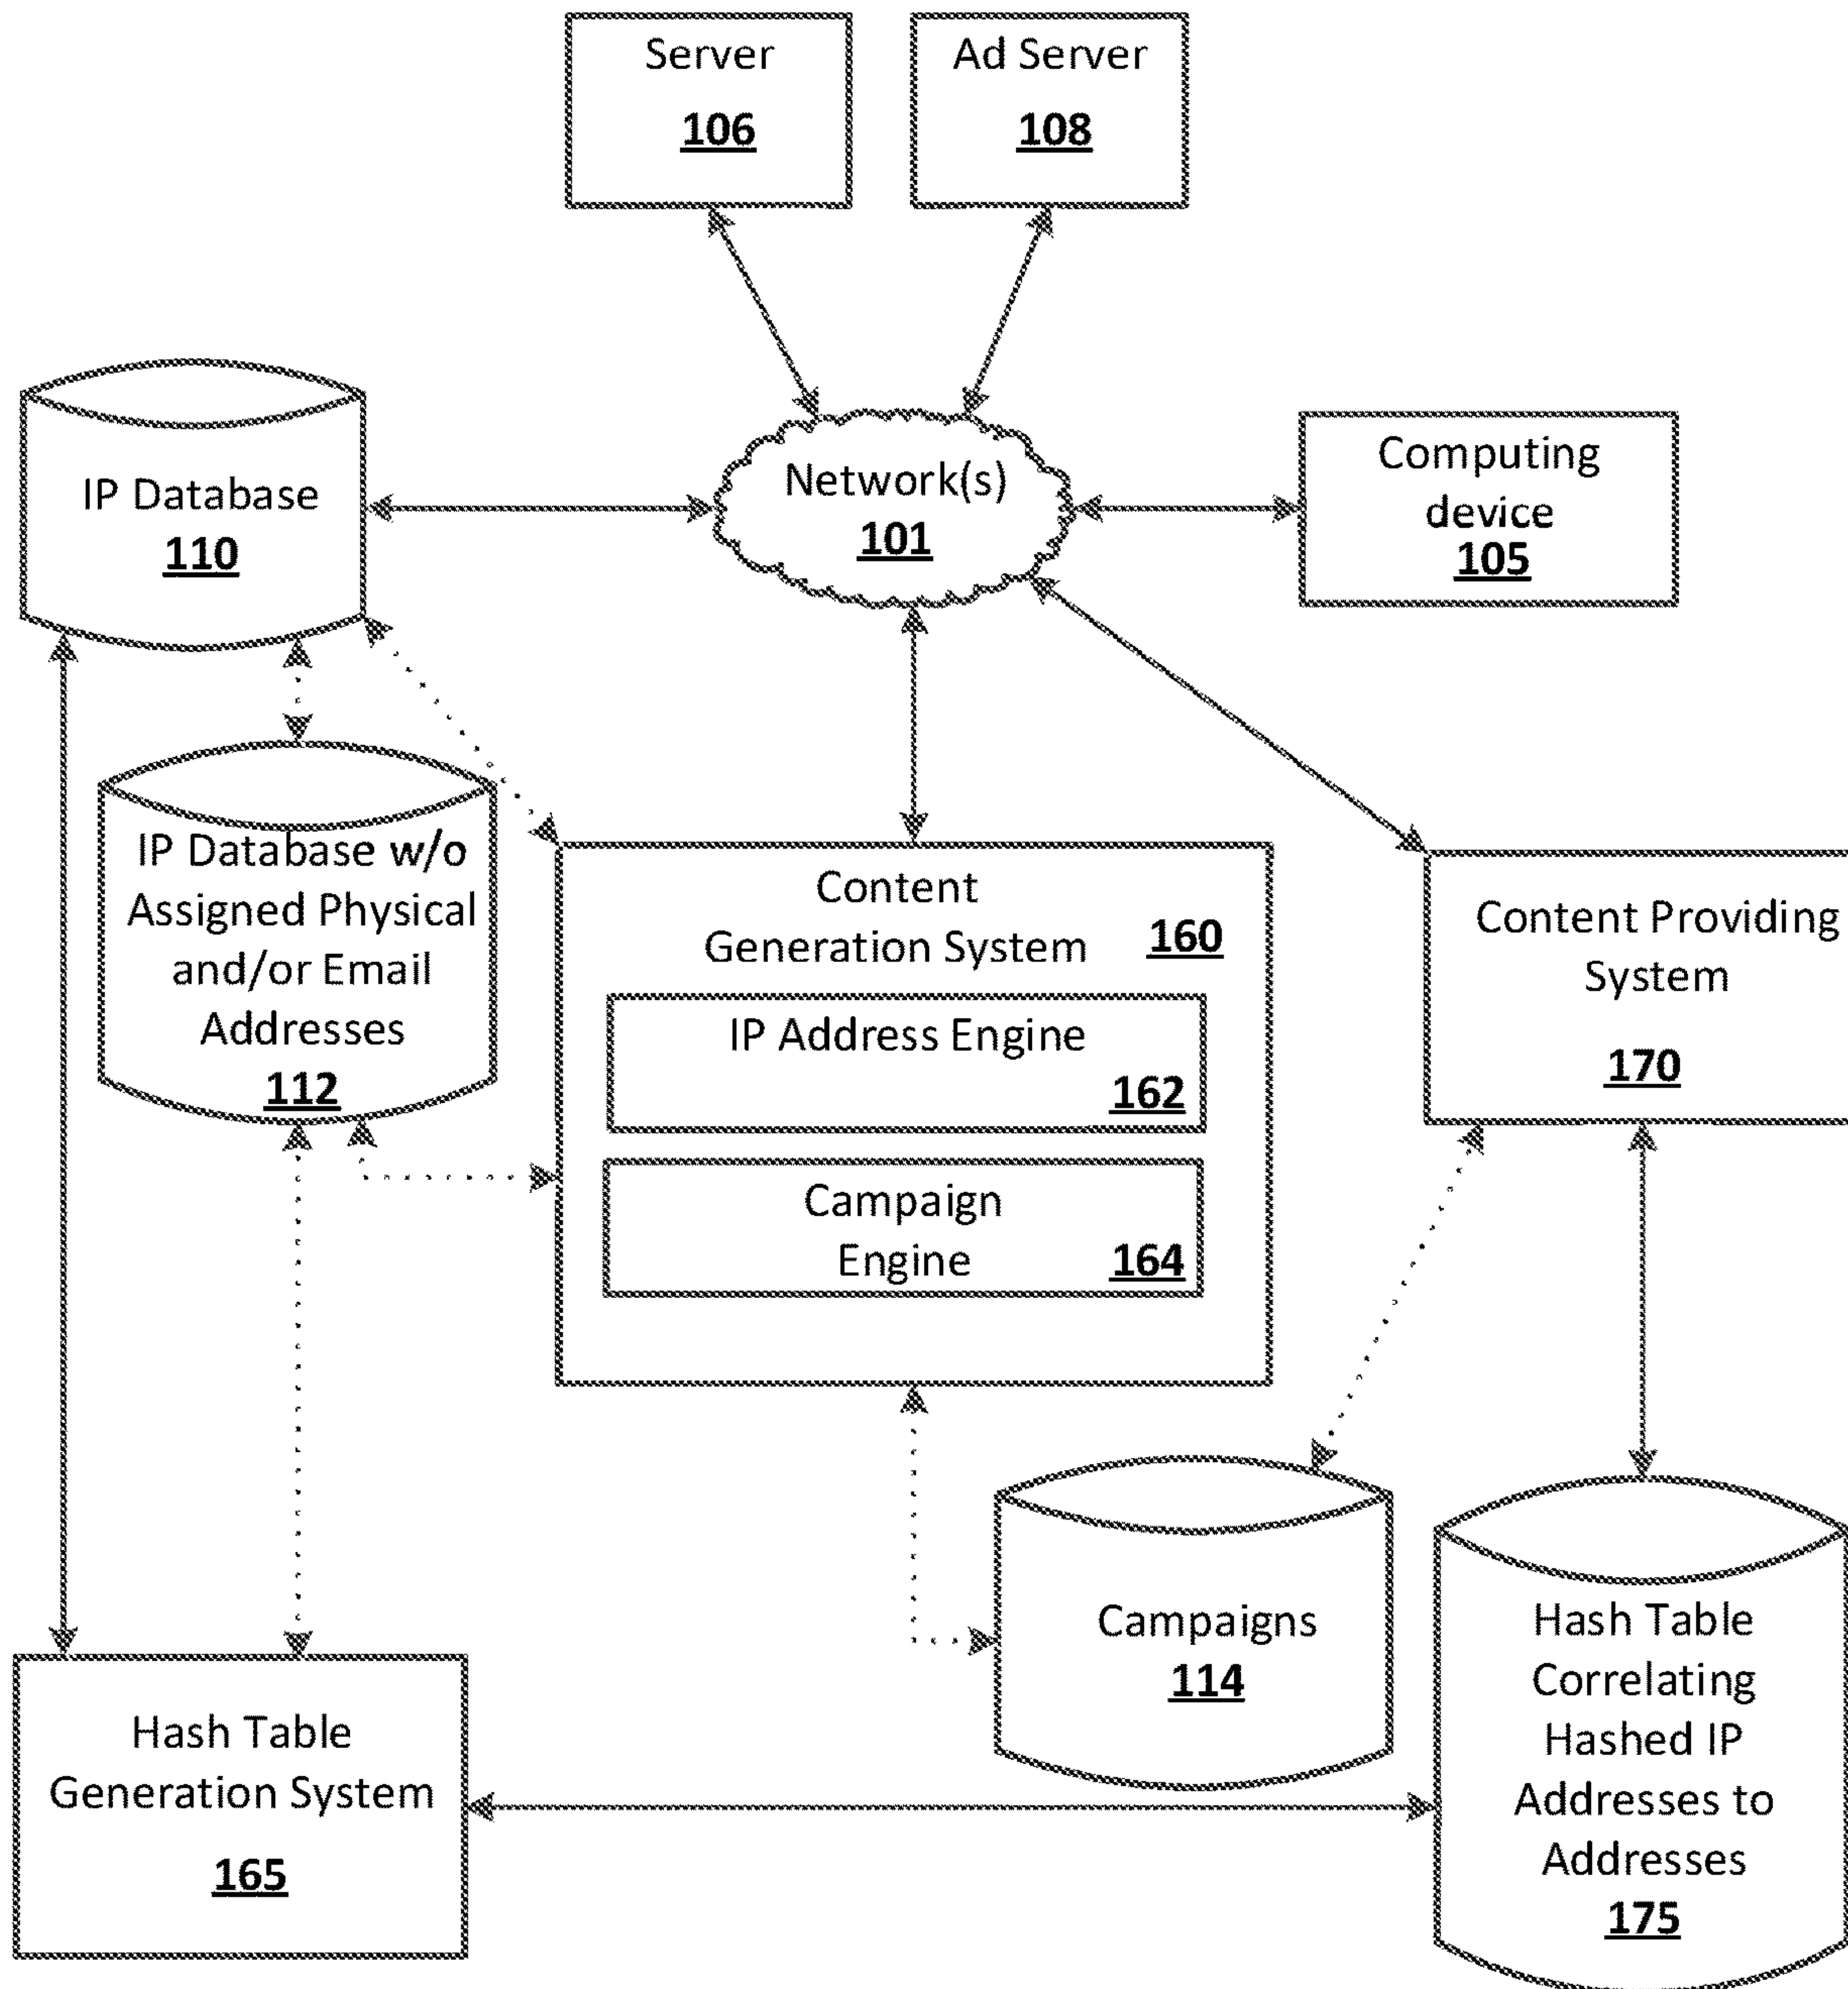 Server
106
Ad Server
108
IP Database
110
Network(s)
101
Computing
device
105
IP Database w/o
Assigned Physical
and/or Email
Addresses
112
Content
Generation System 160
IP Address Engine
162
Campaign
Engine 164
Content Providing
System
170
Campaigns
114
Hash Table
Generation System
165
Hash Table
Correlating
Hashed IP
Addresses to
Addresses
175